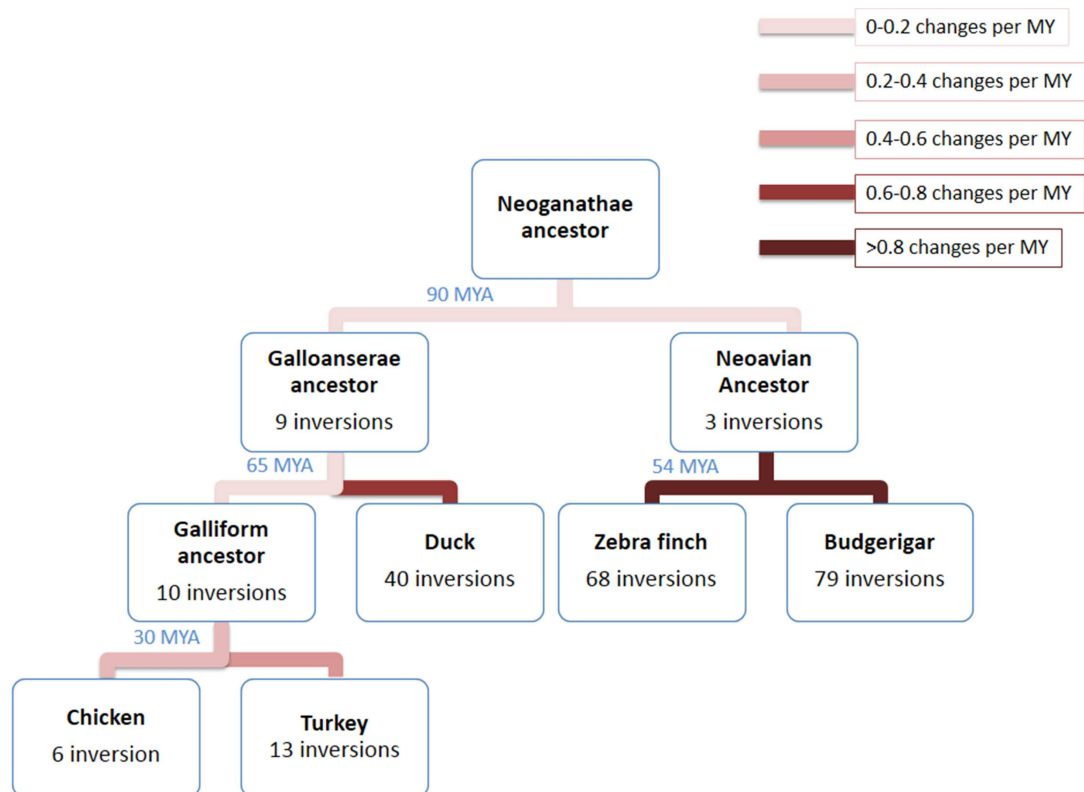 0-0.2 changes per MY
0.2-0.4 changes per MY
0.4-0.6 changes per MY
0.6-0.8 changes per MY
>0.8 changes per MY
Neoganathae
ancestor
90 MYA
Galloanserae
ancestor
9 inversions
Neoavian
Ancestor
3 inversions
65 MYA
54 MYA
Galliform
ancestor
10 inversions
Duck
40 inversions
Zebra finch
68 inversions
Budgerigar
79 inversions
30 MYA
Chicken
6 inversion
Turkey
13 inversions